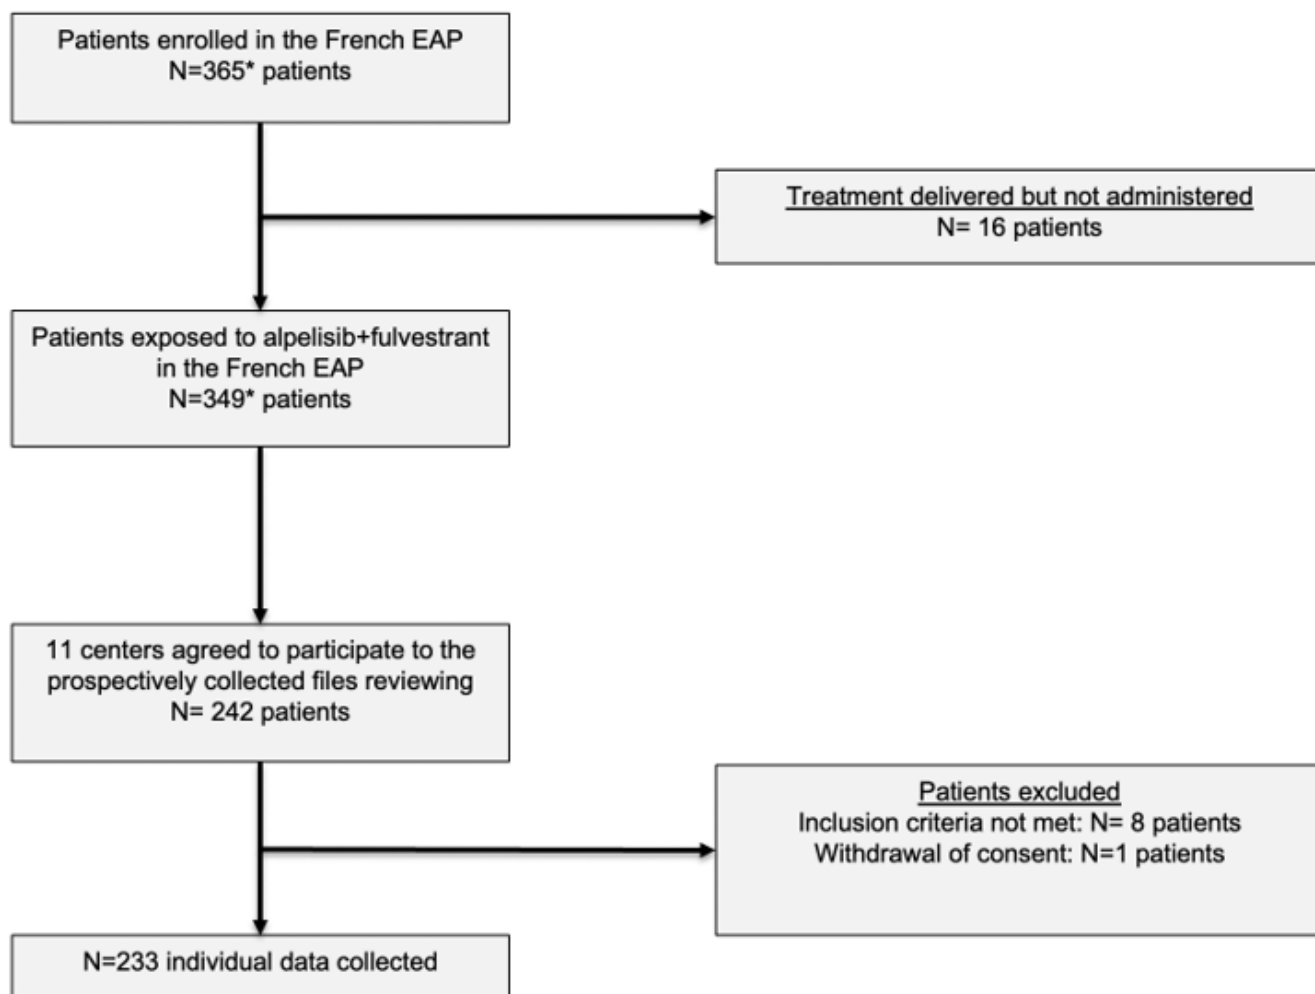 Patients enrolled in the French EAP
N=365* patients
Treatment delivered but not administered
N= 16 patients
Patients exposed to alpelisib+fulvestrant
in the French EAP
N=349* patients
11 centers agreed to participate to the
prospectively collected files reviewing
N= 242 patients
Patients excluded
Inclusion criteria not met: N= 8 patients
Withdrawal of consent: N=1 patients
N=233 individual data collected